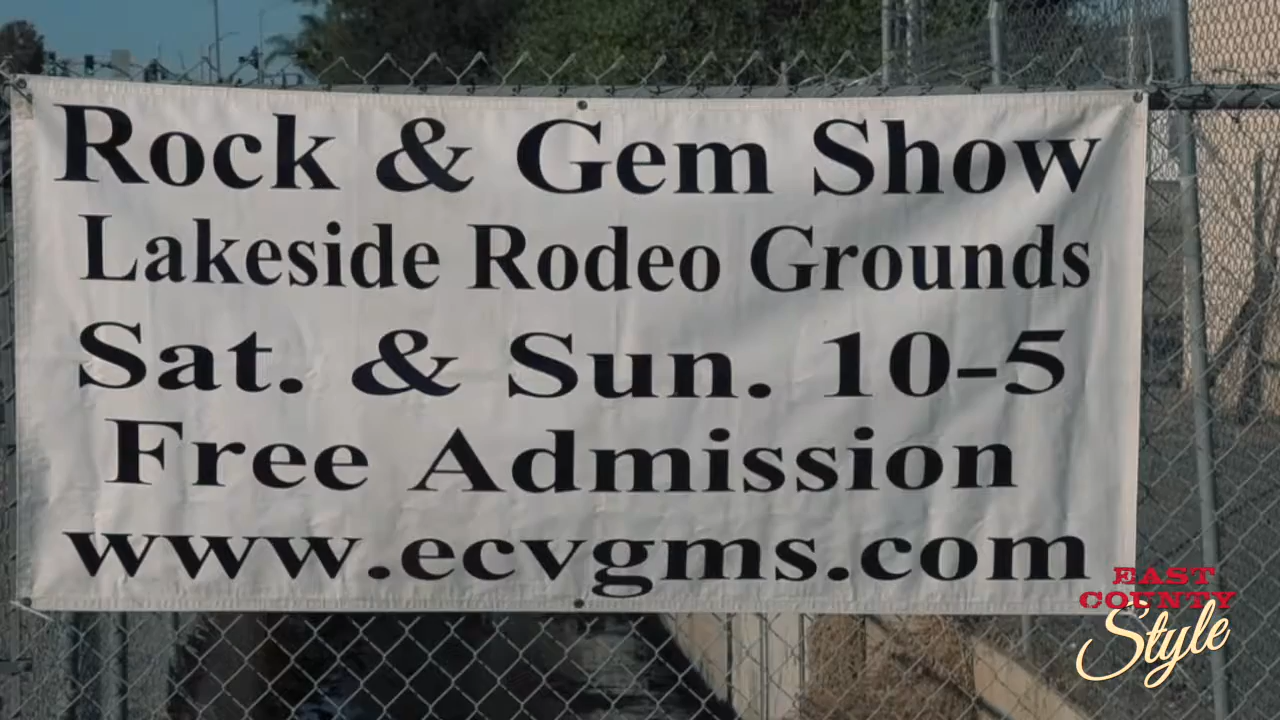 Rock & Gem Show
Lakeside Rodeo Grounds
Sat. & Sun. 10-5
Free Admission
www.ecvgms.com
EAST
COUNTY
Style